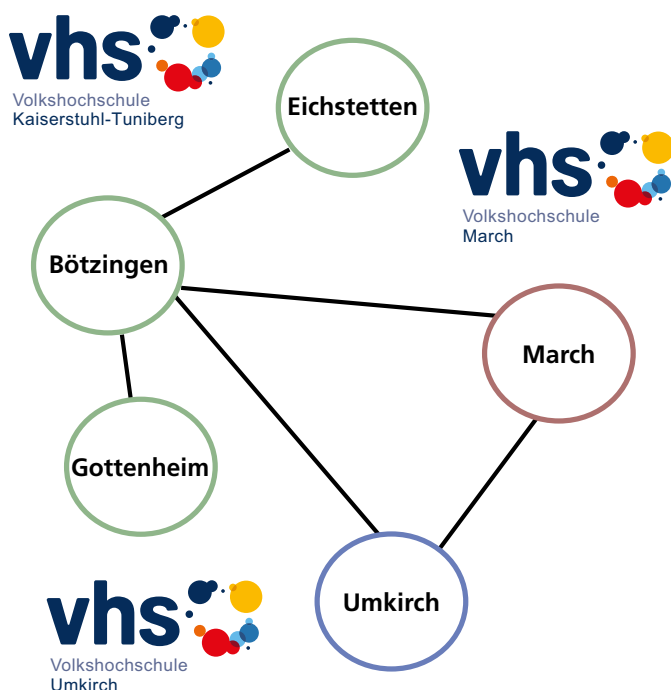 vhs
Volkshochschule
Kaiserstuhl-Tuniberg
Eichstetten
vhs
Volkshochschule
March
Bötzingen
March
Gottenheim
Umkirch
vhs
Volkshochschule
Umkirch